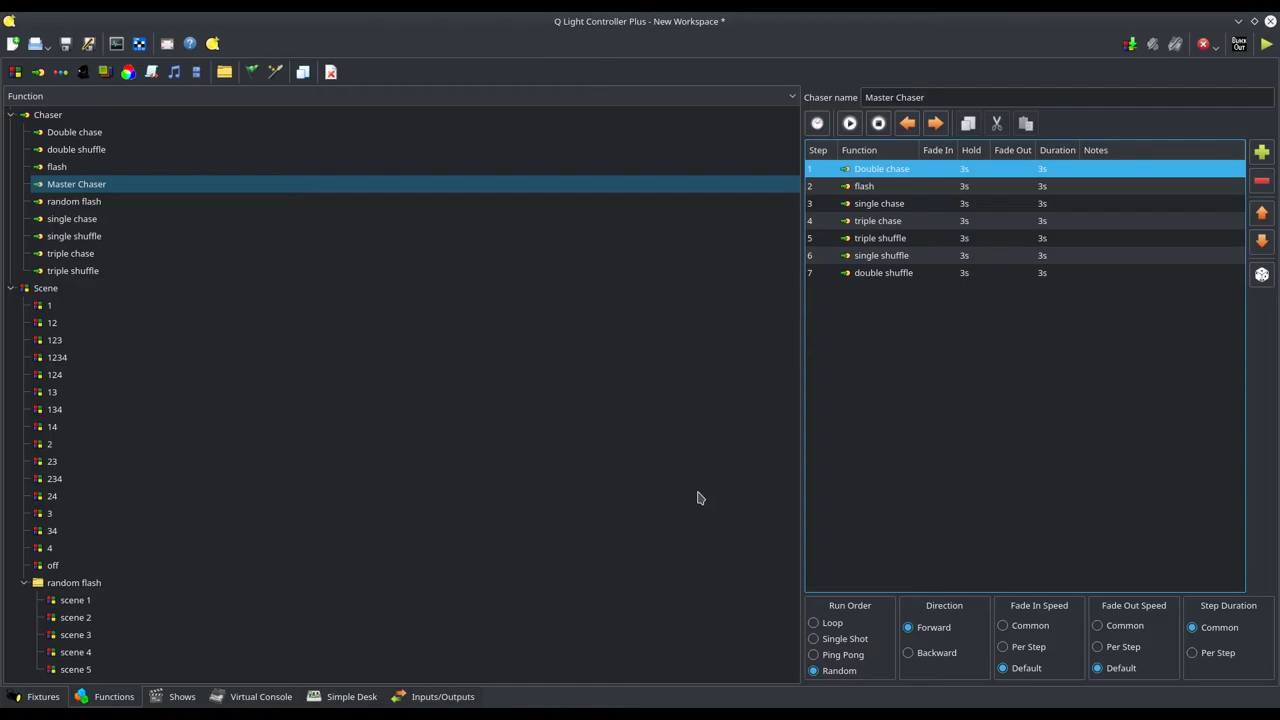 Q Light Controller Plus - New Workspace *
BLACK OUT
Function
Chaser
Double chase
double shuffle
flash
Master Chaser
random flash
single chase
single shuffle
triple chase
triple shuffle
Scene
1
12
123
1234
124
13
134
14
2
23
234
24
3
34
4
off
random flash
scene 1
scene 2
scene 3
scene 4
scene 5
Chaser name Master Chaser
Step Function Fade In Hold Fade Out Duration Notes
1 Double chase 3s 3s
2 flash 3s 3s
3 single chase 3s 3s
4 triple chase 3s 3s
5 triple shuffle 3s 3s
6 single shuffle 3s 3s
7 double shuffle 3s 3s
Run Order
Loop
Single Shot
Ping Pong
Random
Direction
Forward
Backward
Fade In Speed
Common
Per Step
Default
Fade Out Speed
Common
Per Step
Default
Step Duration
Common
Per Step
Fixtures Functions Shows Virtual Console Simple Desk Inputs/Outputs